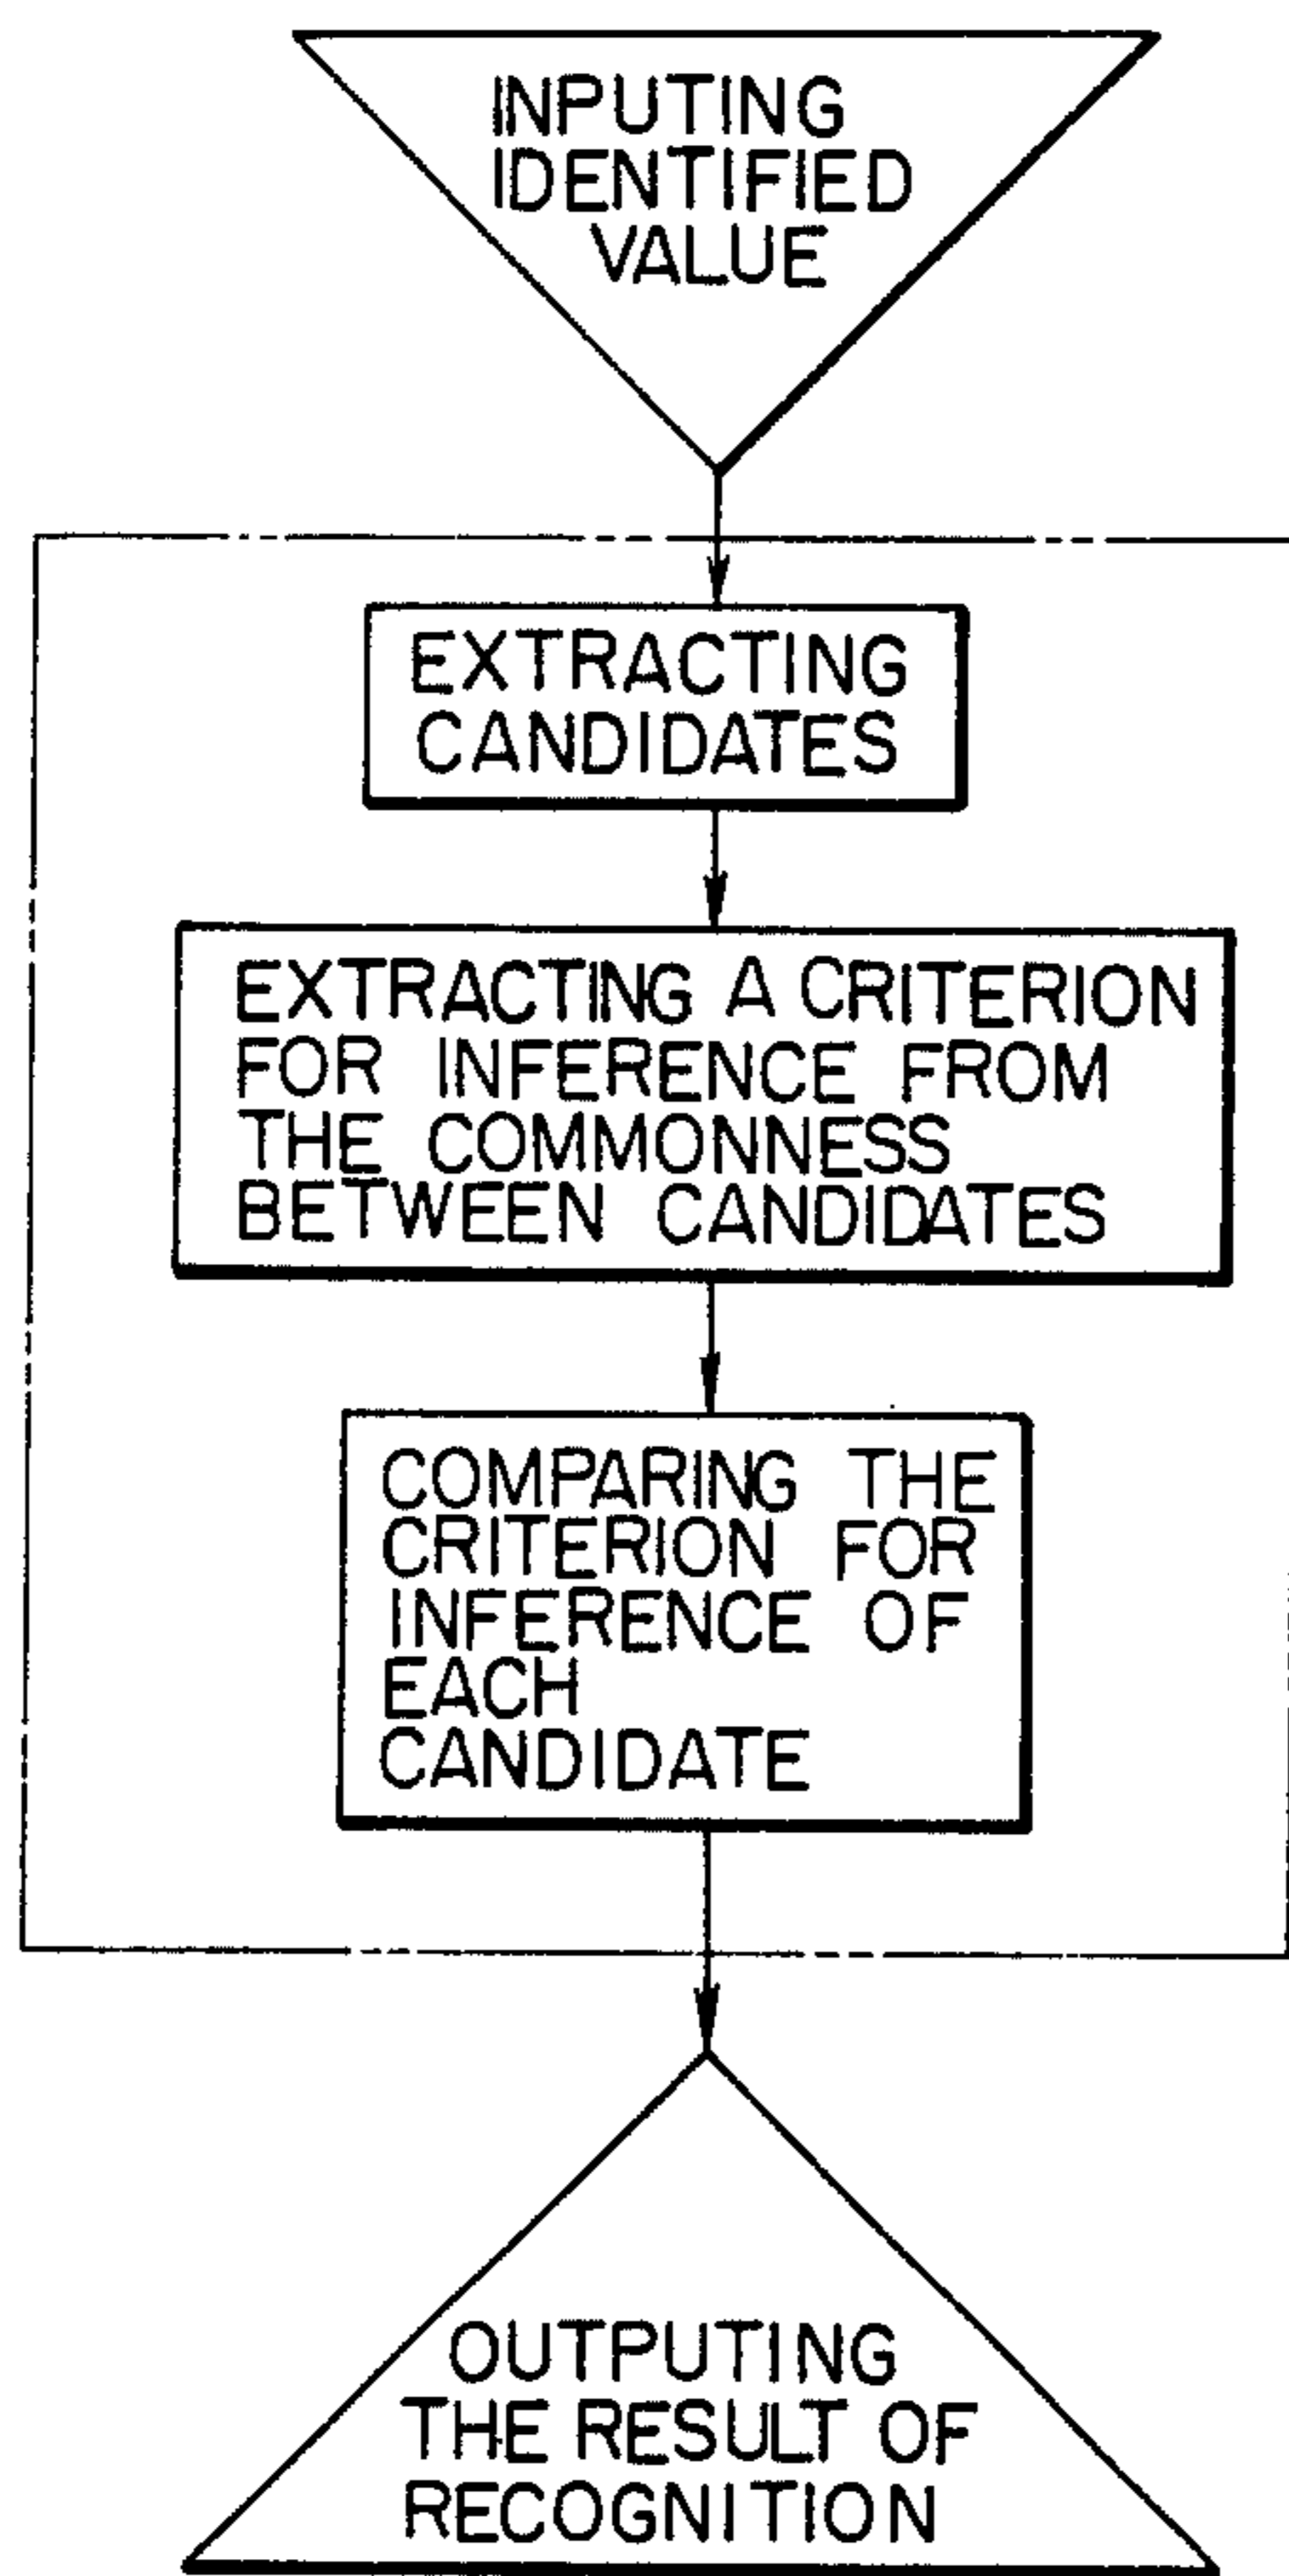 INPUTING
IDENTIFIED
VALUE
EXTRACTING
CANDIDATES
EXTRACTING A CRITERION
FOR INFERENCE FROM
THE COMMONNESS
BETWEEN CANDIDATES
COMPARING THE
CRITERION FOR
INFERENCE OF
EACH
CANDIDATE
OUTPUTING
THE RESULT OF
RECOGNITION